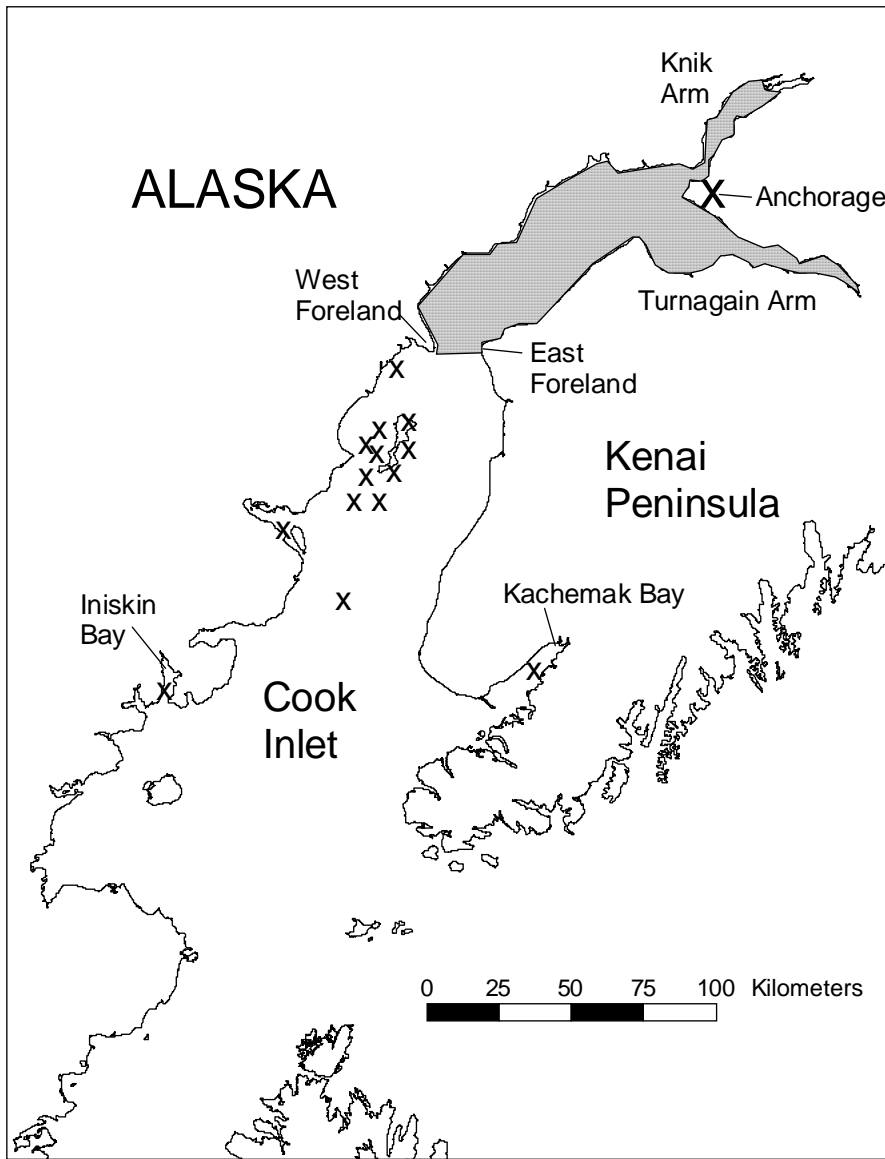 Knik
Arm
ALASKA
X
Anchorage
West
Foreland
Turnagain Arm
East
Foreland
x
x
x
x
x
x
x
x
x
x
x
Kenai
Peninsula
x
x
Iniskin
Bay
Kachemak Bay
x
x
Cook
Inlet
0 25 50 75 100 Kilometers